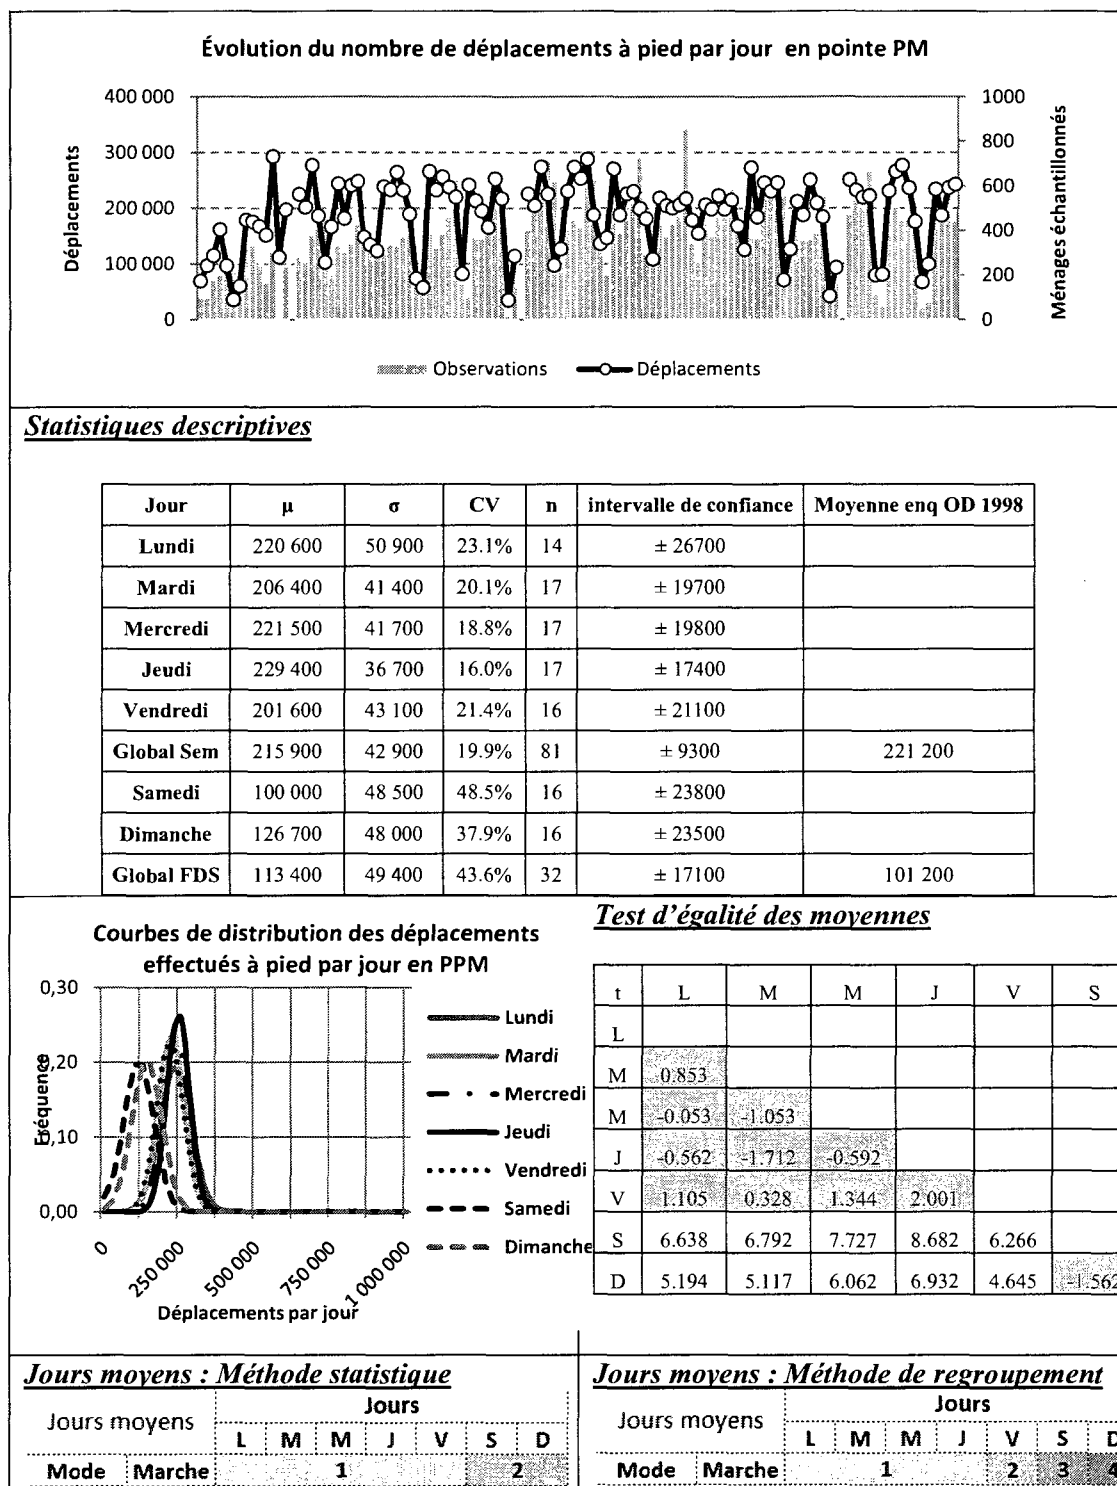 Évolution du nombre de déplacements à pied par jour en pointe PM
400 000
300 000
200 000
100 000
0
Déplacements
1000
800
600
400
200
0
Ménages échantillonnés
Observations Déplacements
Statistiques descriptives
Jour μ σ CV n intervalle de confiance Moyenne enq OD 1998
Lundi 220 600 50 900 23.1% 14 ± 26700
Mardi 206 400 41 400 20.1% 17 ± 19700
Mercredi 221 500 41 700 18.8% 17 ± 19800
Jeudi 229 400 36 700 16.0% 17 ± 17400
Vendredi 201 600 43 100 21.4% 16 ± 21100
Global Sem 215 900 42 900 19.9% 81 ± 9300 221 200
Samedi 100 000 48 500 48.5% 16 ± 23800
Dimanche 126 700 48 000 37.9% 16 ± 23500
Global FDS 113 400 49 400 43.6% 32 ± 17100 101 200
Courbes de distribution des déplacements
effectués à pied par jour en PPM
0,30
0,20
0,10
0,00
Fréquence
0
250 000
500 000
750 000
1 000 000
Déplacements par jour
Lundi
Mardi
Mercredi
Jeudi
Vendredi
Samedi
Dimanche
Test d'égalité des moyennes
t L M M J V S
L
M 0.853
M -0.053 -1.053
J -0.562 -1.712 -0.592
V 1.105 0.328 1.344 2.001
S 6.638 6.792 7.727 8.682 6.266
D 5.194 5.117 6.062 6.932 4.645 -1.562
Jours moyens : Méthode statistique
Jours moyens Jours
L M M J V S D
Mode Marche 1 2
Jours moyens : Méthode de regroupement
Jours moyens Jours
L M M J V S D
Mode Marche 1 2 3 4